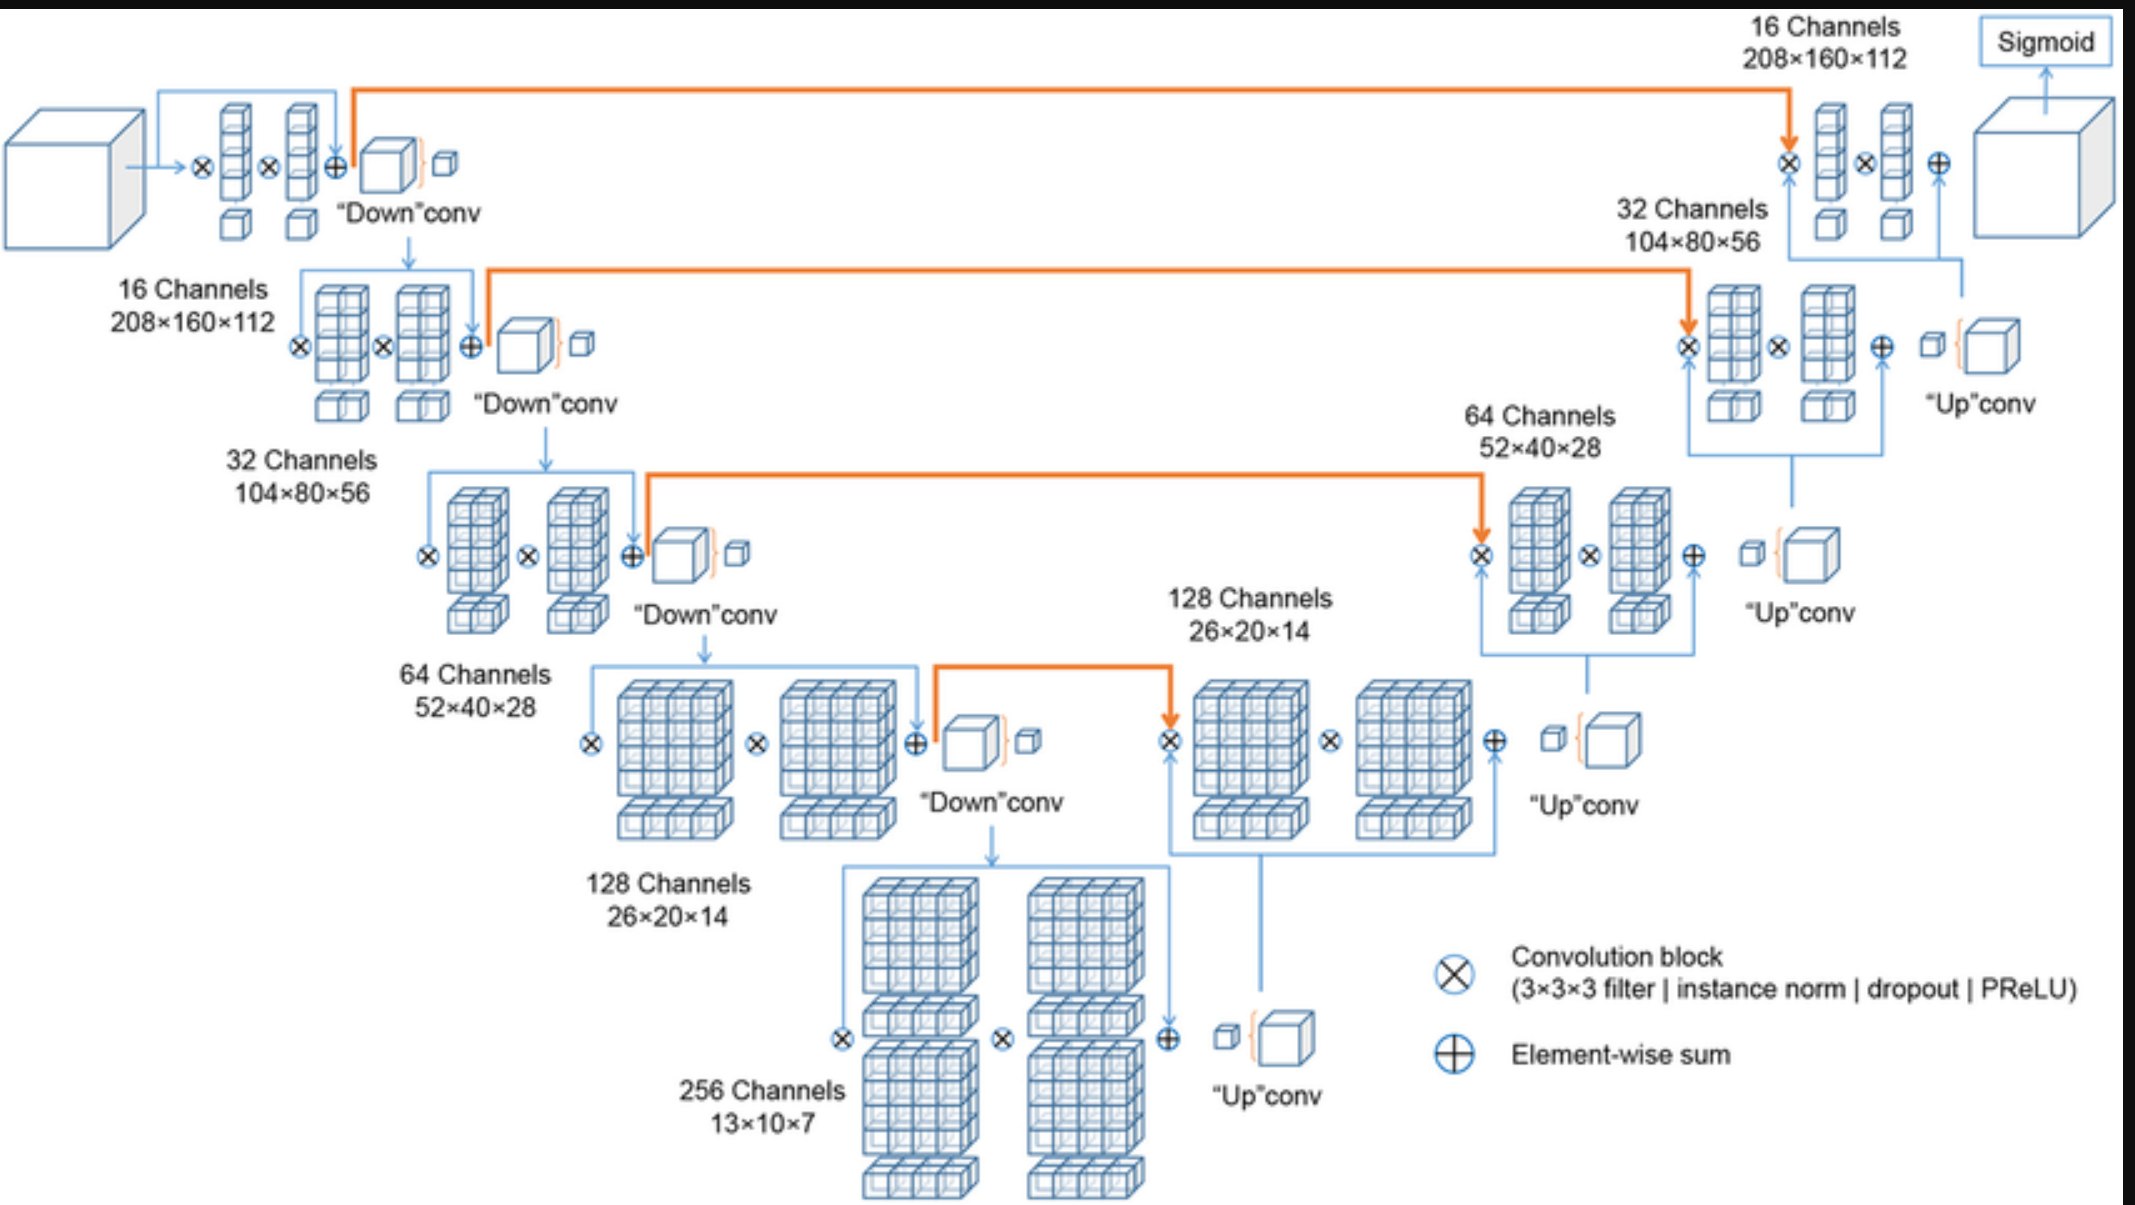 16 Channels
208×160×112
Sigmoid
“Down”conv
32 Channels
104×80×56
16 Channels
208×160×112
“Down”conv
“Up”conv
64 Channels
52×40×28
32 Channels
104×80×56
“Down”conv
“Up”conv
128 Channels
26×20×14
64 Channels
52×40×28
“Down”conv
“Up”conv
128 Channels
26×20×14
Convolution block
(3×3×3 filter | instance norm | dropout | PReLU)
Element-wise sum
256 Channels
13×10×7
“Up”conv